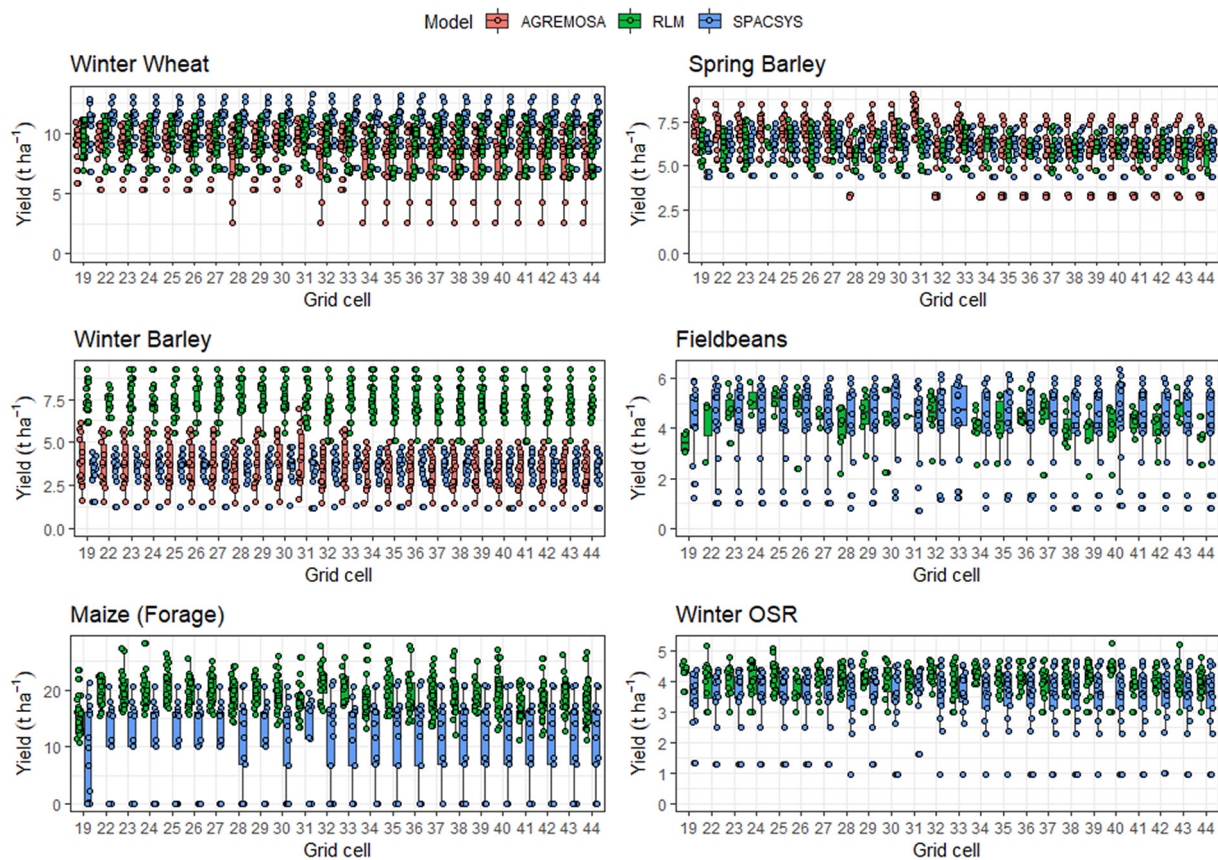 Model AGREMOSA RLM SPACSYS
Winter Wheat
Yield (t ha⁻¹)
10
5
0
19 22 23 24 25 26 27 28 29 30 31 32 33 34 35 36 37 38 39 40 41 42 43 44
Grid cell
Spring Barley
Yield (t ha⁻¹)
7.5
5.0
2.5
0.0
19 22 23 24 25 26 27 28 29 30 31 32 33 34 35 36 37 38 39 40 41 42 43 44
Grid cell
Winter Barley
Yield (t ha⁻¹)
7.5
5.0
2.5
0.0
19 22 23 24 25 26 27 28 29 30 31 32 33 34 35 36 37 38 39 40 41 42 43 44
Grid cell
Fieldbeans
Yield (t ha⁻¹)
6
4
2
0
19 22 23 24 25 26 27 28 29 30 31 32 33 34 35 36 37 38 39 40 41 42 43 44
Grid cell
Maize (Forage)
Yield (t ha⁻¹)
20
10
0
19 22 23 24 25 26 27 28 29 30 31 32 33 34 35 36 37 38 39 40 41 42 43 44
Grid cell
Winter OSR
Yield (t ha⁻¹)
5
4
3
2
1
0
19 22 23 24 25 26 27 28 29 30 31 32 33 34 35 36 37 38 39 40 41 42 43 44
Grid cell